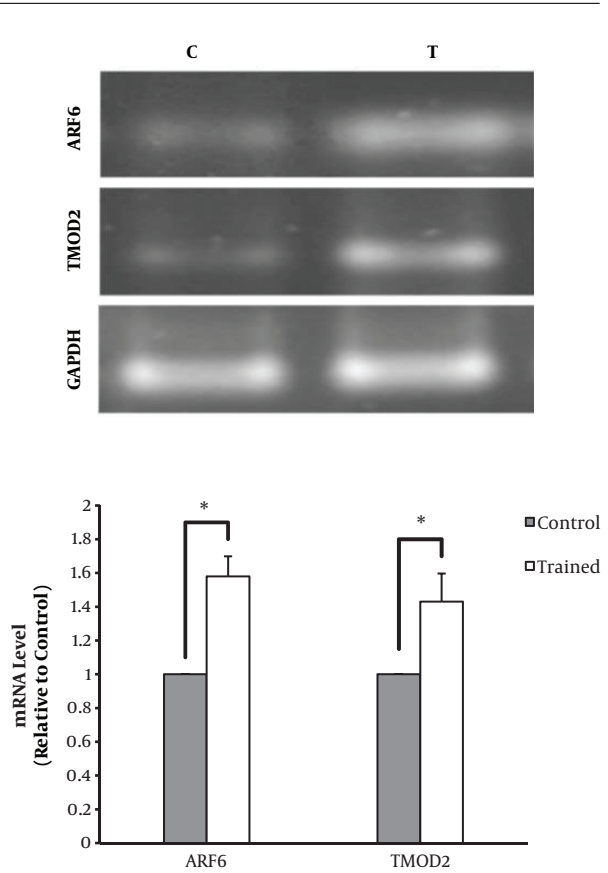 C T
ARF6
TMOD2
GAPDH
2
1.8
1.6
1.4
1.2
1
0.8
0.6
0.4
0.2
0
mRNA Level
(Relative to Control)
*
*
Control
Trained
ARF6 TMOD2